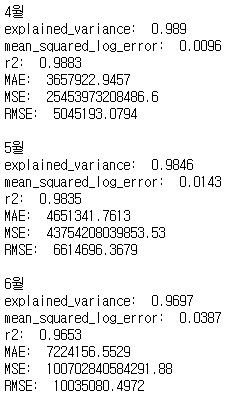 4월
explained_variance:  0.989
mean_squared_log_error:  0.0096
r2:  0.9883
MAE:  3657922.9457
MSE:  25453973208486.6
RMSE:  5045193.0794

5월
explained_variance:  0.9846
mean_squared_log_error:  0.0143
r2:  0.9835
MAE:  4651341.7613
MSE:  43754208039853.53
RMSE:  6614696.3679

6월
explained_variance:  0.9697
mean_squared_log_error:  0.0387
r2:  0.9653
MAE:  7224156.5529
MSE:  100702840584291.88
RMSE:  10035080.4972